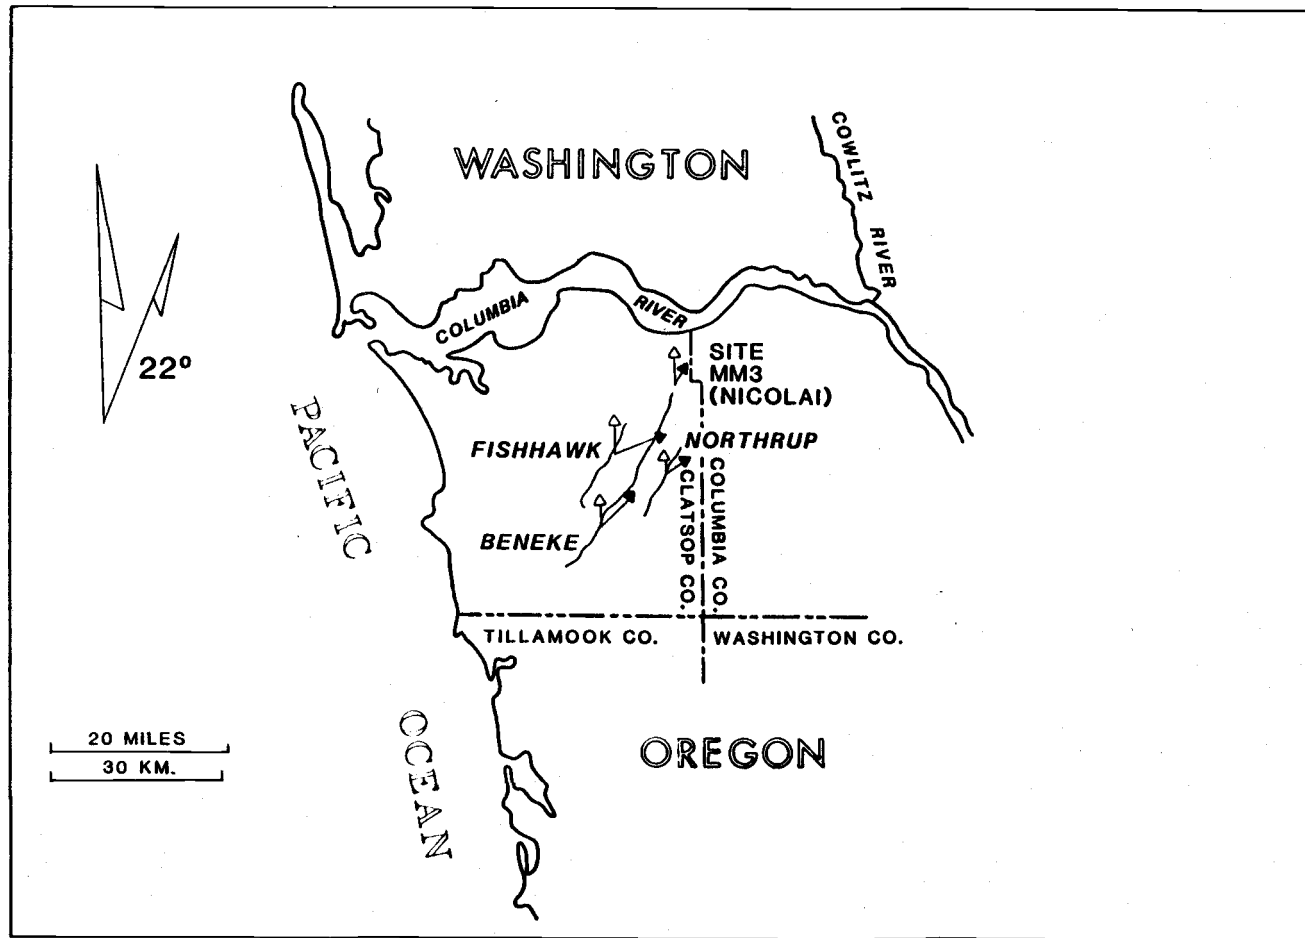 WASHINGTON
COWLITZ RIVER
COLUMBIA RIVER
22º
SITE
MM3
(NICOLAI)
PACIFIC
FISHHAWK
NORTHRUP
BENEKE
CLATSOP CO.
COLUMBIA CO.
TILLAMOOK CO.
WASHINGTON CO.
OCEAN
OREGON
20 MILES
30 KM.